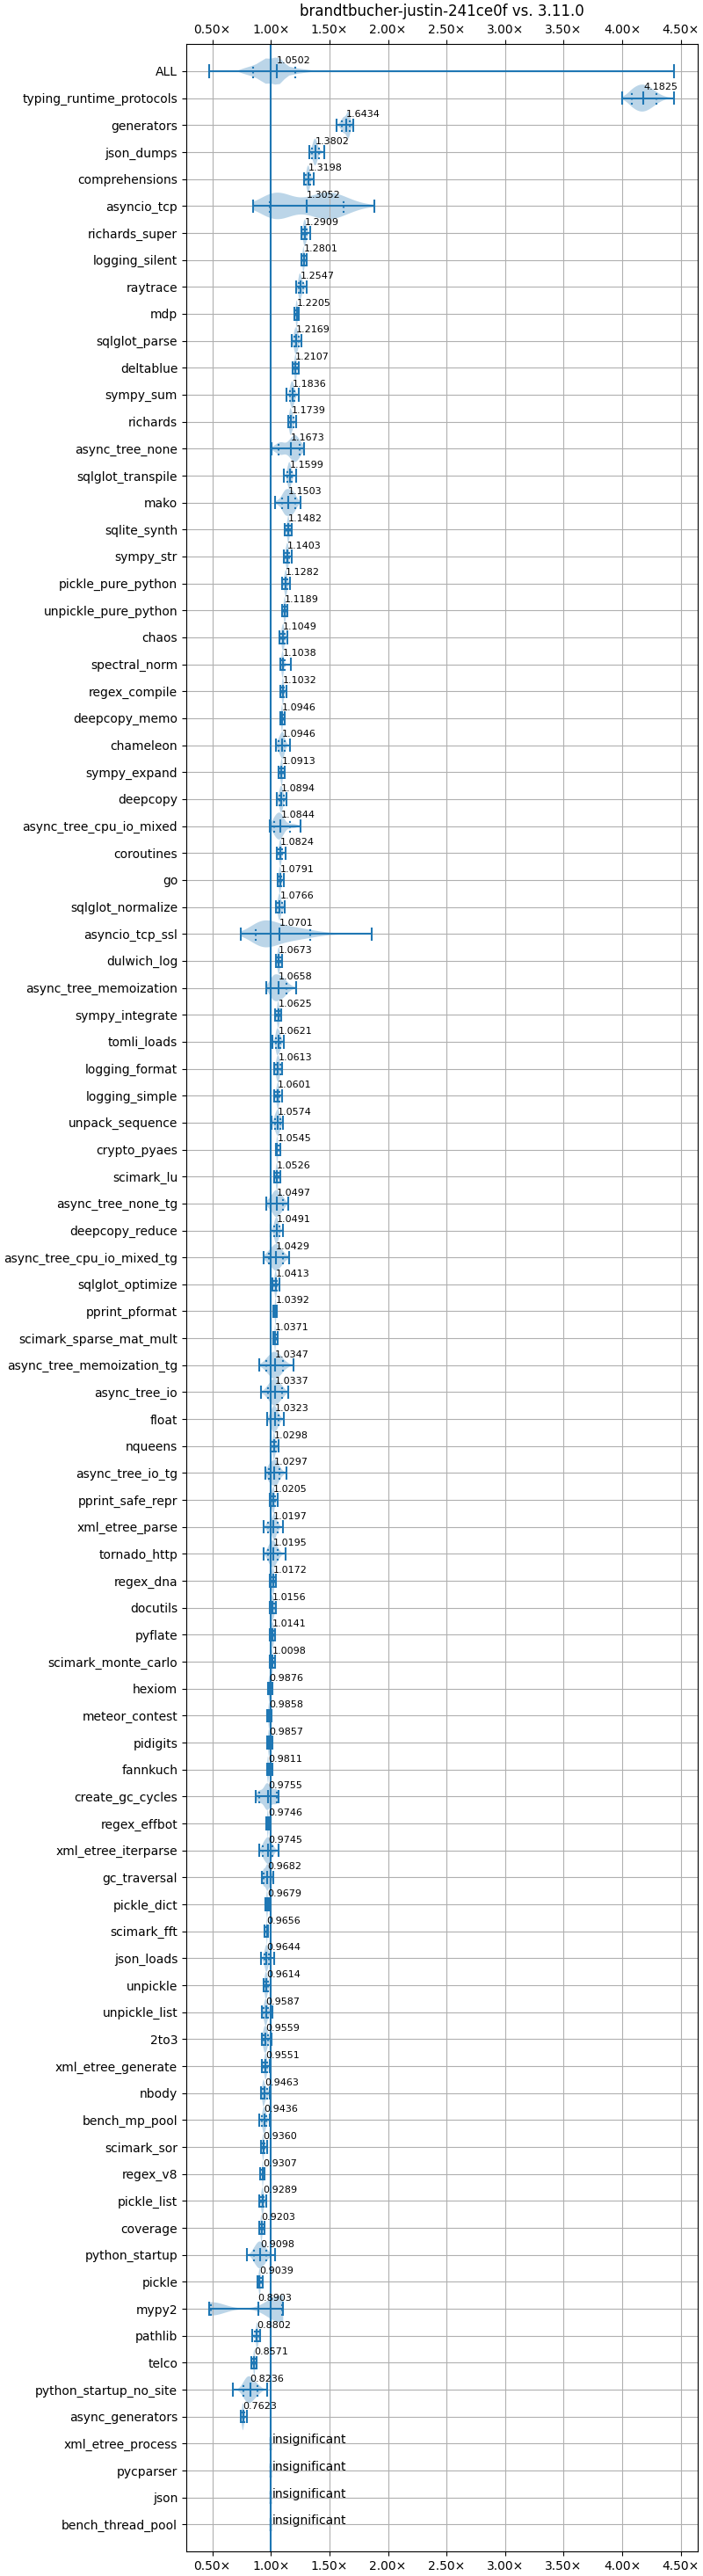 brandtbucher-justin-241ce0f vs. 3.11.0
0.50× 1.00× 1.50× 2.00× 2.50× 3.00× 3.50× 4.00× 4.50×
ALL 1.0502
typing_runtime_protocols 4.1825
generators 1.6434
json_dumps 1.3802
comprehensions 1.3198
asyncio_tcp 1.3052
richards_super 1.2909
logging_silent 1.2801
raytrace 1.2547
mdp 1.2205
sqlglot_parse 1.2169
deltablue 1.2107
sympy_sum 1.1836
richards 1.1739
async_tree_none 1.1673
sqlglot_transpile 1.1599
mako 1.1503
sqlite_synth 1.1482
sympy_str 1.1403
pickle_pure_python 1.1282
unpickle_pure_python 1.1189
chaos 1.1049
spectral_norm 1.1038
regex_compile 1.1032
deepcopy_memo 1.0946
chameleon 1.0946
sympy_expand 1.0913
deepcopy 1.0894
async_tree_cpu_io_mixed 1.0844
coroutines 1.0824
go 1.0791
sqlglot_normalize 1.0766
asyncio_tcp_ssl 1.0701
dulwich_log 1.0673
async_tree_memoization 1.0658
sympy_integrate 1.0625
tomli_loads 1.0621
logging_format 1.0613
logging_simple 1.0601
unpack_sequence 1.0574
crypto_pyaes 1.0545
scimark_lu 1.0526
async_tree_none_tg 1.0497
deepcopy_reduce 1.0491
async_tree_cpu_io_mixed_tg 1.0429
sqlglot_optimize 1.0413
pprint_pformat 1.0392
scimark_sparse_mat_mult 1.0371
async_tree_memoization_tg 1.0347
async_tree_io 1.0337
float 1.0323
nqueens 1.0298
async_tree_io_tg 1.0297
pprint_safe_repr 1.0205
xml_etree_parse 1.0197
tornado_http 1.0195
regex_dna 1.0172
docutils 1.0156
pyflate 1.0141
scimark_monte_carlo 1.0098
hexiom 0.9876
meteor_contest 0.9858
pidigits 0.9857
fannkuch 0.9811
create_gc_cycles 0.9755
regex_effbot 0.9746
xml_etree_iterparse 0.9745
gc_traversal 0.9682
pickle_dict 0.9679
scimark_fft 0.9656
json_loads 0.9644
unpickle 0.9614
unpickle_list 0.9587
2to3 0.9559
xml_etree_generate 0.9551
nbody 0.9463
bench_mp_pool 0.9436
scimark_sor 0.9360
regex_v8 0.9307
pickle_list 0.9289
coverage 0.9203
python_startup 0.9098
pickle 0.9039
mypy2 0.8903
pathlib 0.8802
telco 0.8571
python_startup_no_site 0.8236
async_generators 0.7623
xml_etree_process insignificant
pycparser insignificant
json insignificant
bench_thread_pool insignificant
0.50× 1.00× 1.50× 2.00× 2.50× 3.00× 3.50× 4.00× 4.50×